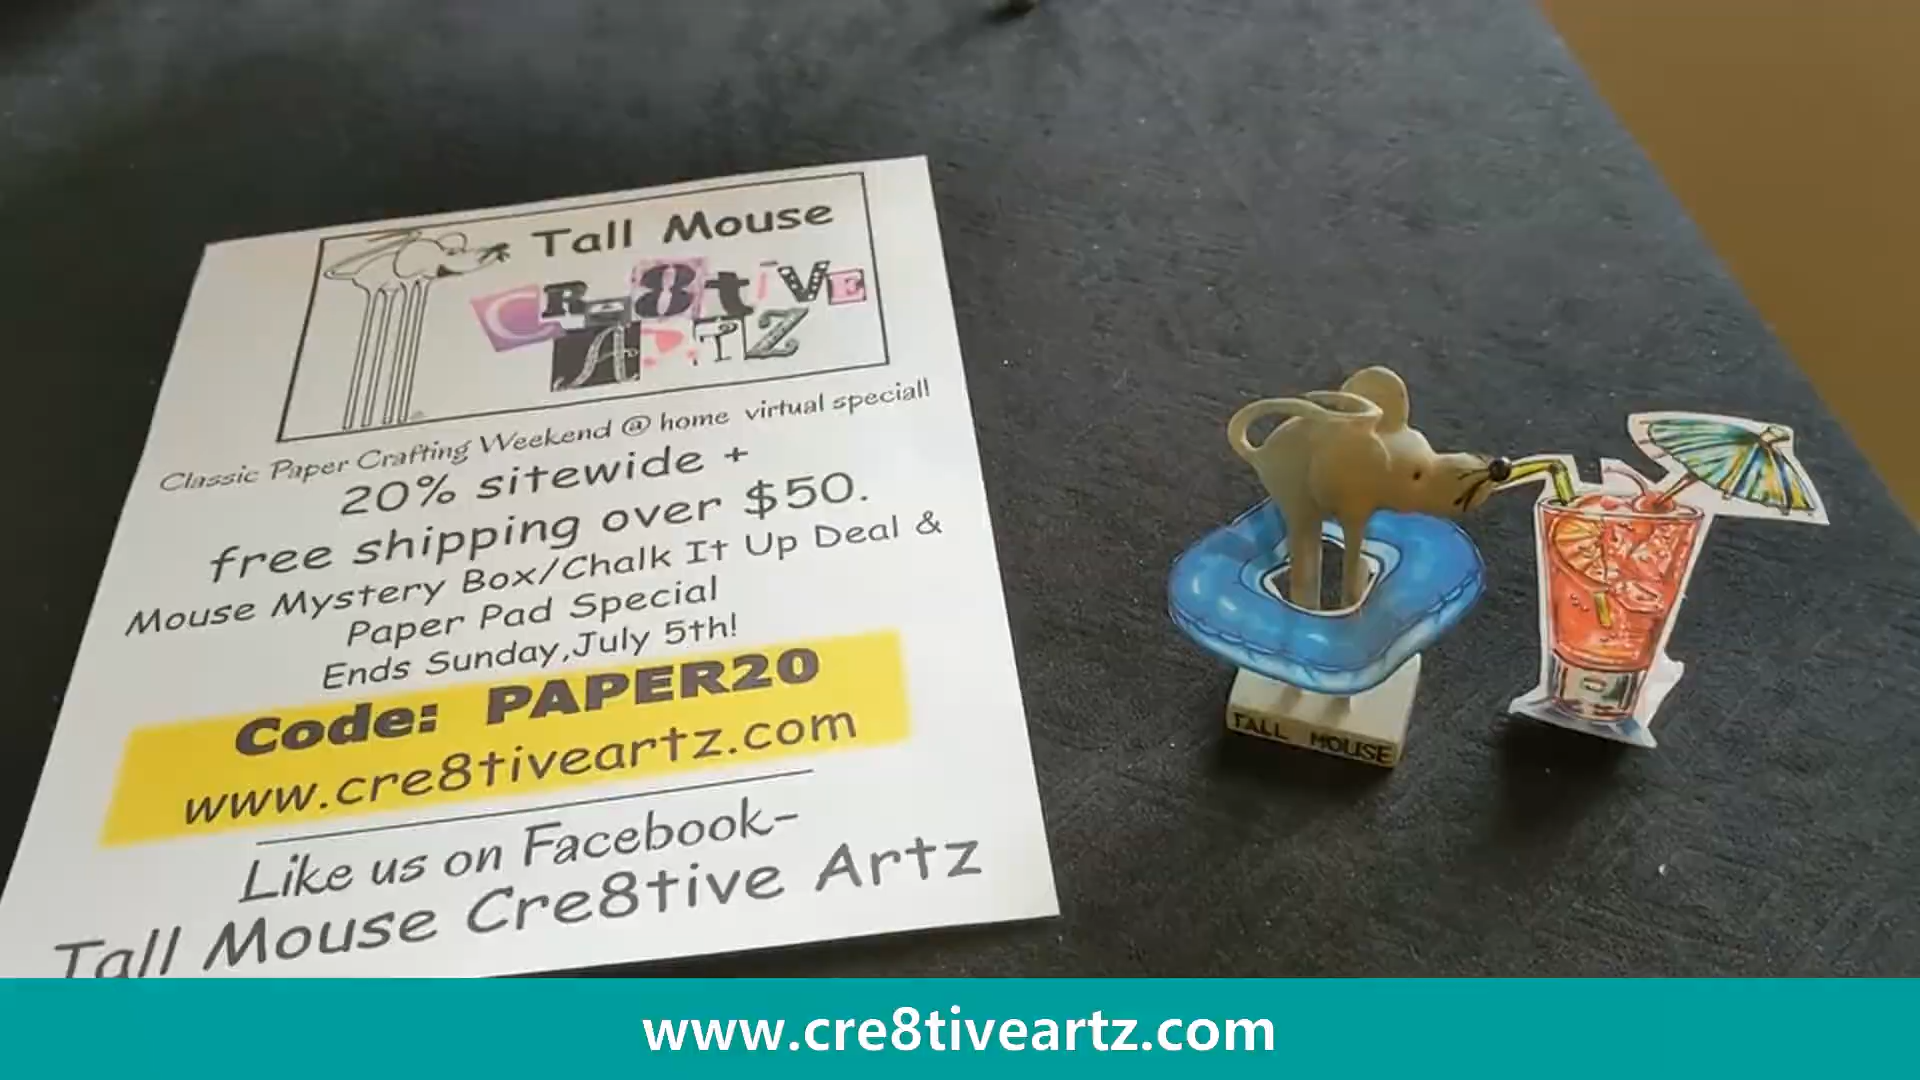 Tall Mouse
CRe8tive
ARTZ
Classic Paper Crafting Weekend @ home virtual special!
20% sitewide +
free shipping over $50.
Mouse Mystery Box/Chalk It Up Deal &
Paper Pad Special
Ends Sunday,July 5th!
Code: PAPER20
www.cre8tiveartz.com
Like us on Facebook-
Tall Mouse Cre8tive Artz
TALL MOUSE
www.cre8tiveartz.com